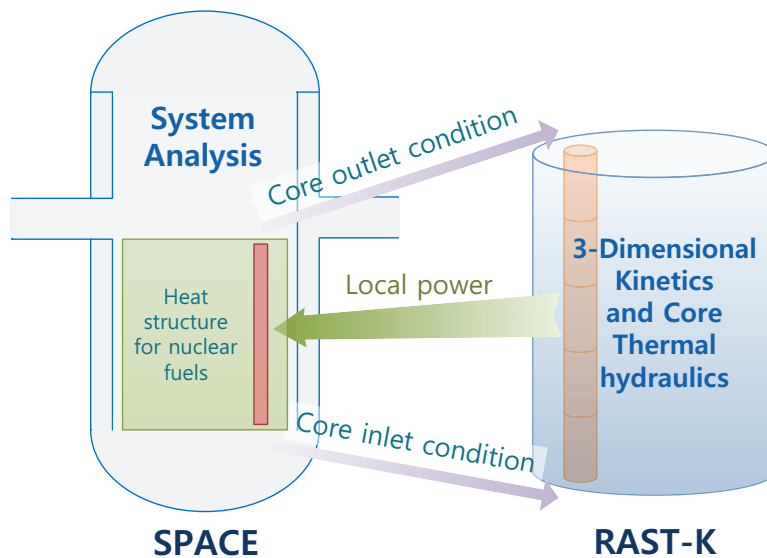 System
Analysis
Core outlet condition
3-Dimensional
Kinetics
and Core
Thermal
hydraulics
Local power
Heat
structure
for nuclear
fuels
Core inlet condition
SPACE
RAST-K